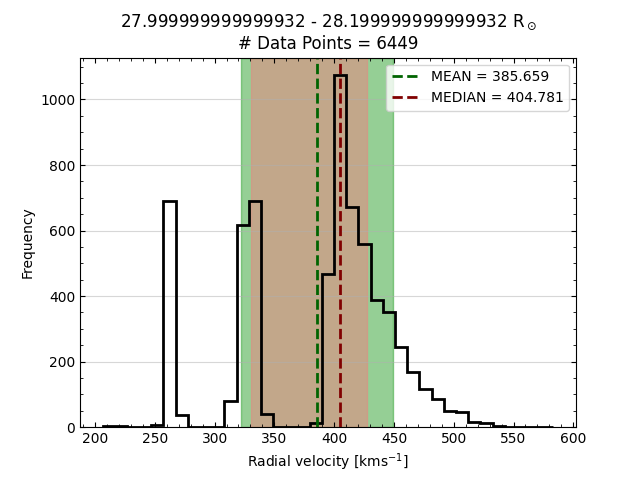 27.999999999999932 - 28.199999999999932 R⊙
# Data Points = 6449
MEAN = 385.659
MEDIAN = 404.781
1000
800
600
400
200
0
Frequency
200 250 300 350 400 450 500 550 600
Radial velocity [kms⁻¹]